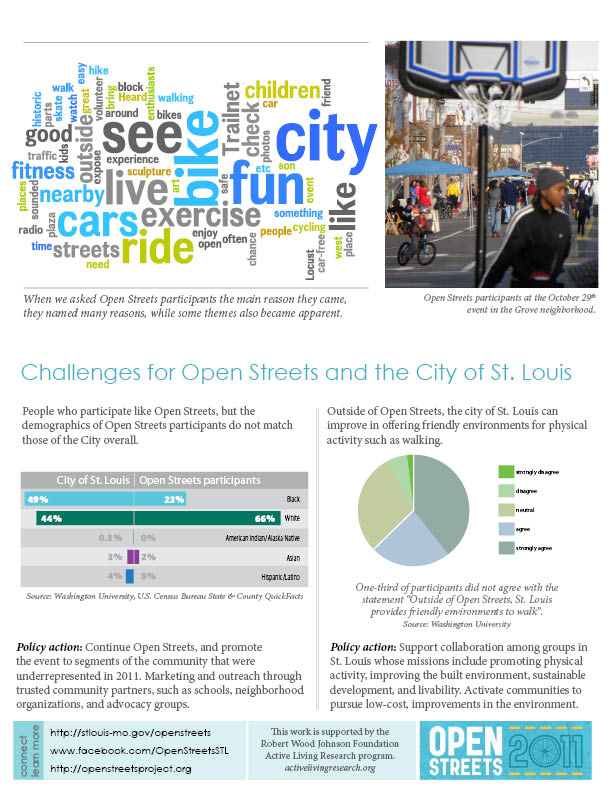 hike
easy
walk
historic
parts
skate
watch
great
volunteer
bring
block
Heard
around
enthusiasts
walking
bikes
good
outside
see
bike
Trailnet
check
photos
children
car
friend
city
traffic
kids
expose
experience
fitness
sculpture
art
safe
etc
son
fun
event
places
sounded
nearby
live
like
radio
plaza
cars
exercise
something
people
cycling
time
streets
ride
enjoy
open
often
chance
need
Locust
car-free
west
place
When we asked Open Streets participants the main reason they came,
they named many reasons, while some themes also became apparent.
Open Streets participants at the October 29th
event in the Grove neighborhood.
Challenges for Open Streets and the City of St. Louis
People who participate like Open Streets, but the
demographics of Open Streets participants do not match
those of the City overall.
City of St. Louis Open Streets participants
49% 23% Black
44% 66% White
0.3% 0% American Indian/Alaska Native
3% 2% Asian
4% 0% Hispanic/Latino
Source: Washington University, U.S. Census Bureau State & County QuickFacts
Policy action: Continue Open Streets, and promote
the event to segments of the community that were
underrepresented in 2011. Marketing and outreach through
trusted community partners, such as schools, neighborhood
organizations, and advocacy groups.
Outside of Open Streets, the city of St. Louis can
improve in offering friendly environments for physical
activity such as walking.
strongly disagree
disagree
neutral
agree
strongly agree
One-third of participants did not agree with the
statement "Outside of Open Streets, St. Louis
provides friendly environments to walk".
Source: Washington University
Policy action: Support collaboration among groups in
St. Louis whose missions include promoting physical
activity, improving the built environment, sustainable
development, and livability. Activate communities to
pursue low-cost, improvements in the environment.
connect
learn more
http://stlouis-mo.gov/openstreets
www.facebook.com/OpenStreetsSTL
http://openstreetsproject.org
This work is supported by the
Robert Wood Johnson Foundation
Active Living Research program.
activelivingresearch.org
OPEN
STREETS
2011